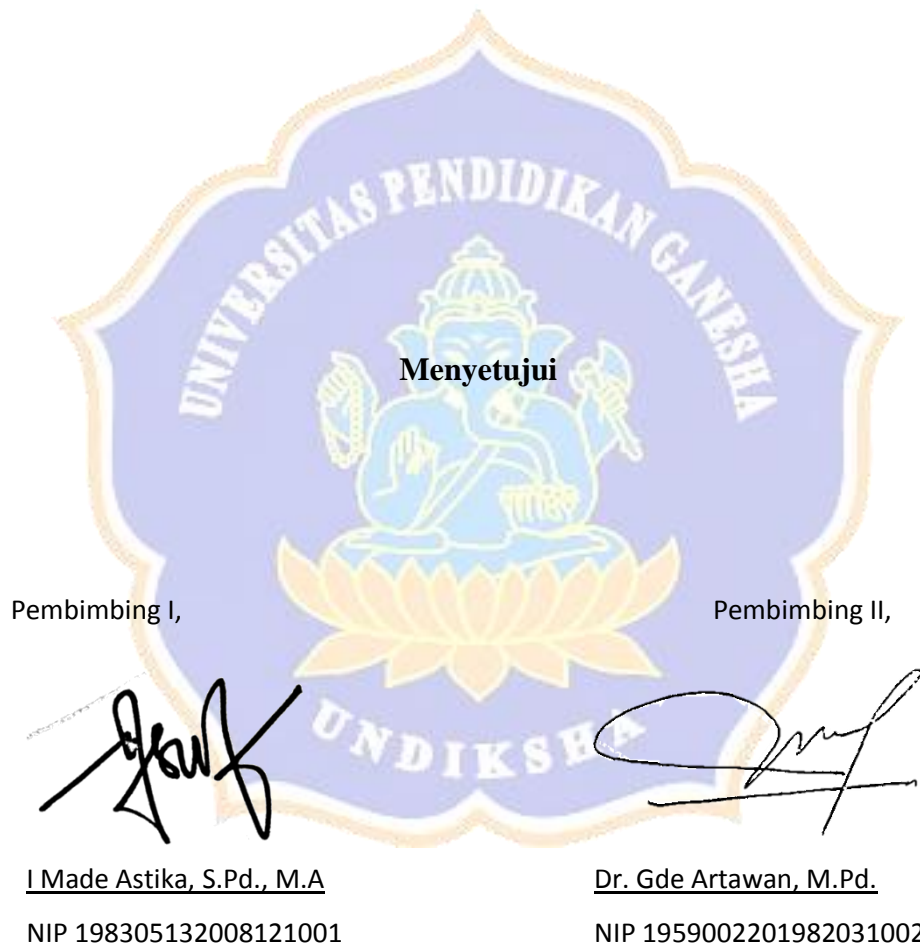 UNIVERSITAS PENDIDIKAN GANESHA
Menyetujui
Pembimbing I, Pembimbing II,
UNDIKSHA
I Made Astika, S.Pd., M.A Dr. Gde Artawan, M.Pd.
NIP 198305132008121001 NIP 1959002201982031002